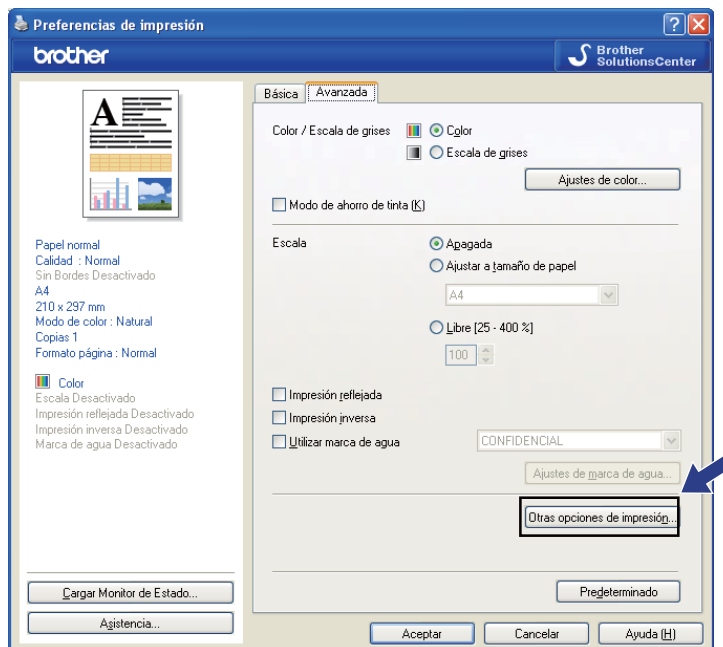 Preferencias de impresión
brother
Brother
SolutionsCenter
A
Papel normal
Calidad : Normal
Sin Bordes Desactivado
A4
210 x 297 mm
Modo de color : Natural
Copias 1
Formato página : Normal
Color
Escala Desactivado
Impresión reflejada Desactivado
Impresión inversa Desactivado
Marca de agua Desactivado
Cargar Monitor de Estado...
Asistencia...
Básica Avanzada
Color / Escala de grises Color
Escala de grises
Ajustes de color...
Modo de ahorro de tinta (K)
Escala Apagada
Ajustar a tamaño de papel
A4
Libre [25 - 400 %]
100
Impresión reflejada
Impresión inversa
Utilizar marca de agua CONFIDENCIAL
Ajustes de marca de agua...
Otras opciones de impresión...
Predeterminado
Aceptar Cancelar Ayuda (H)